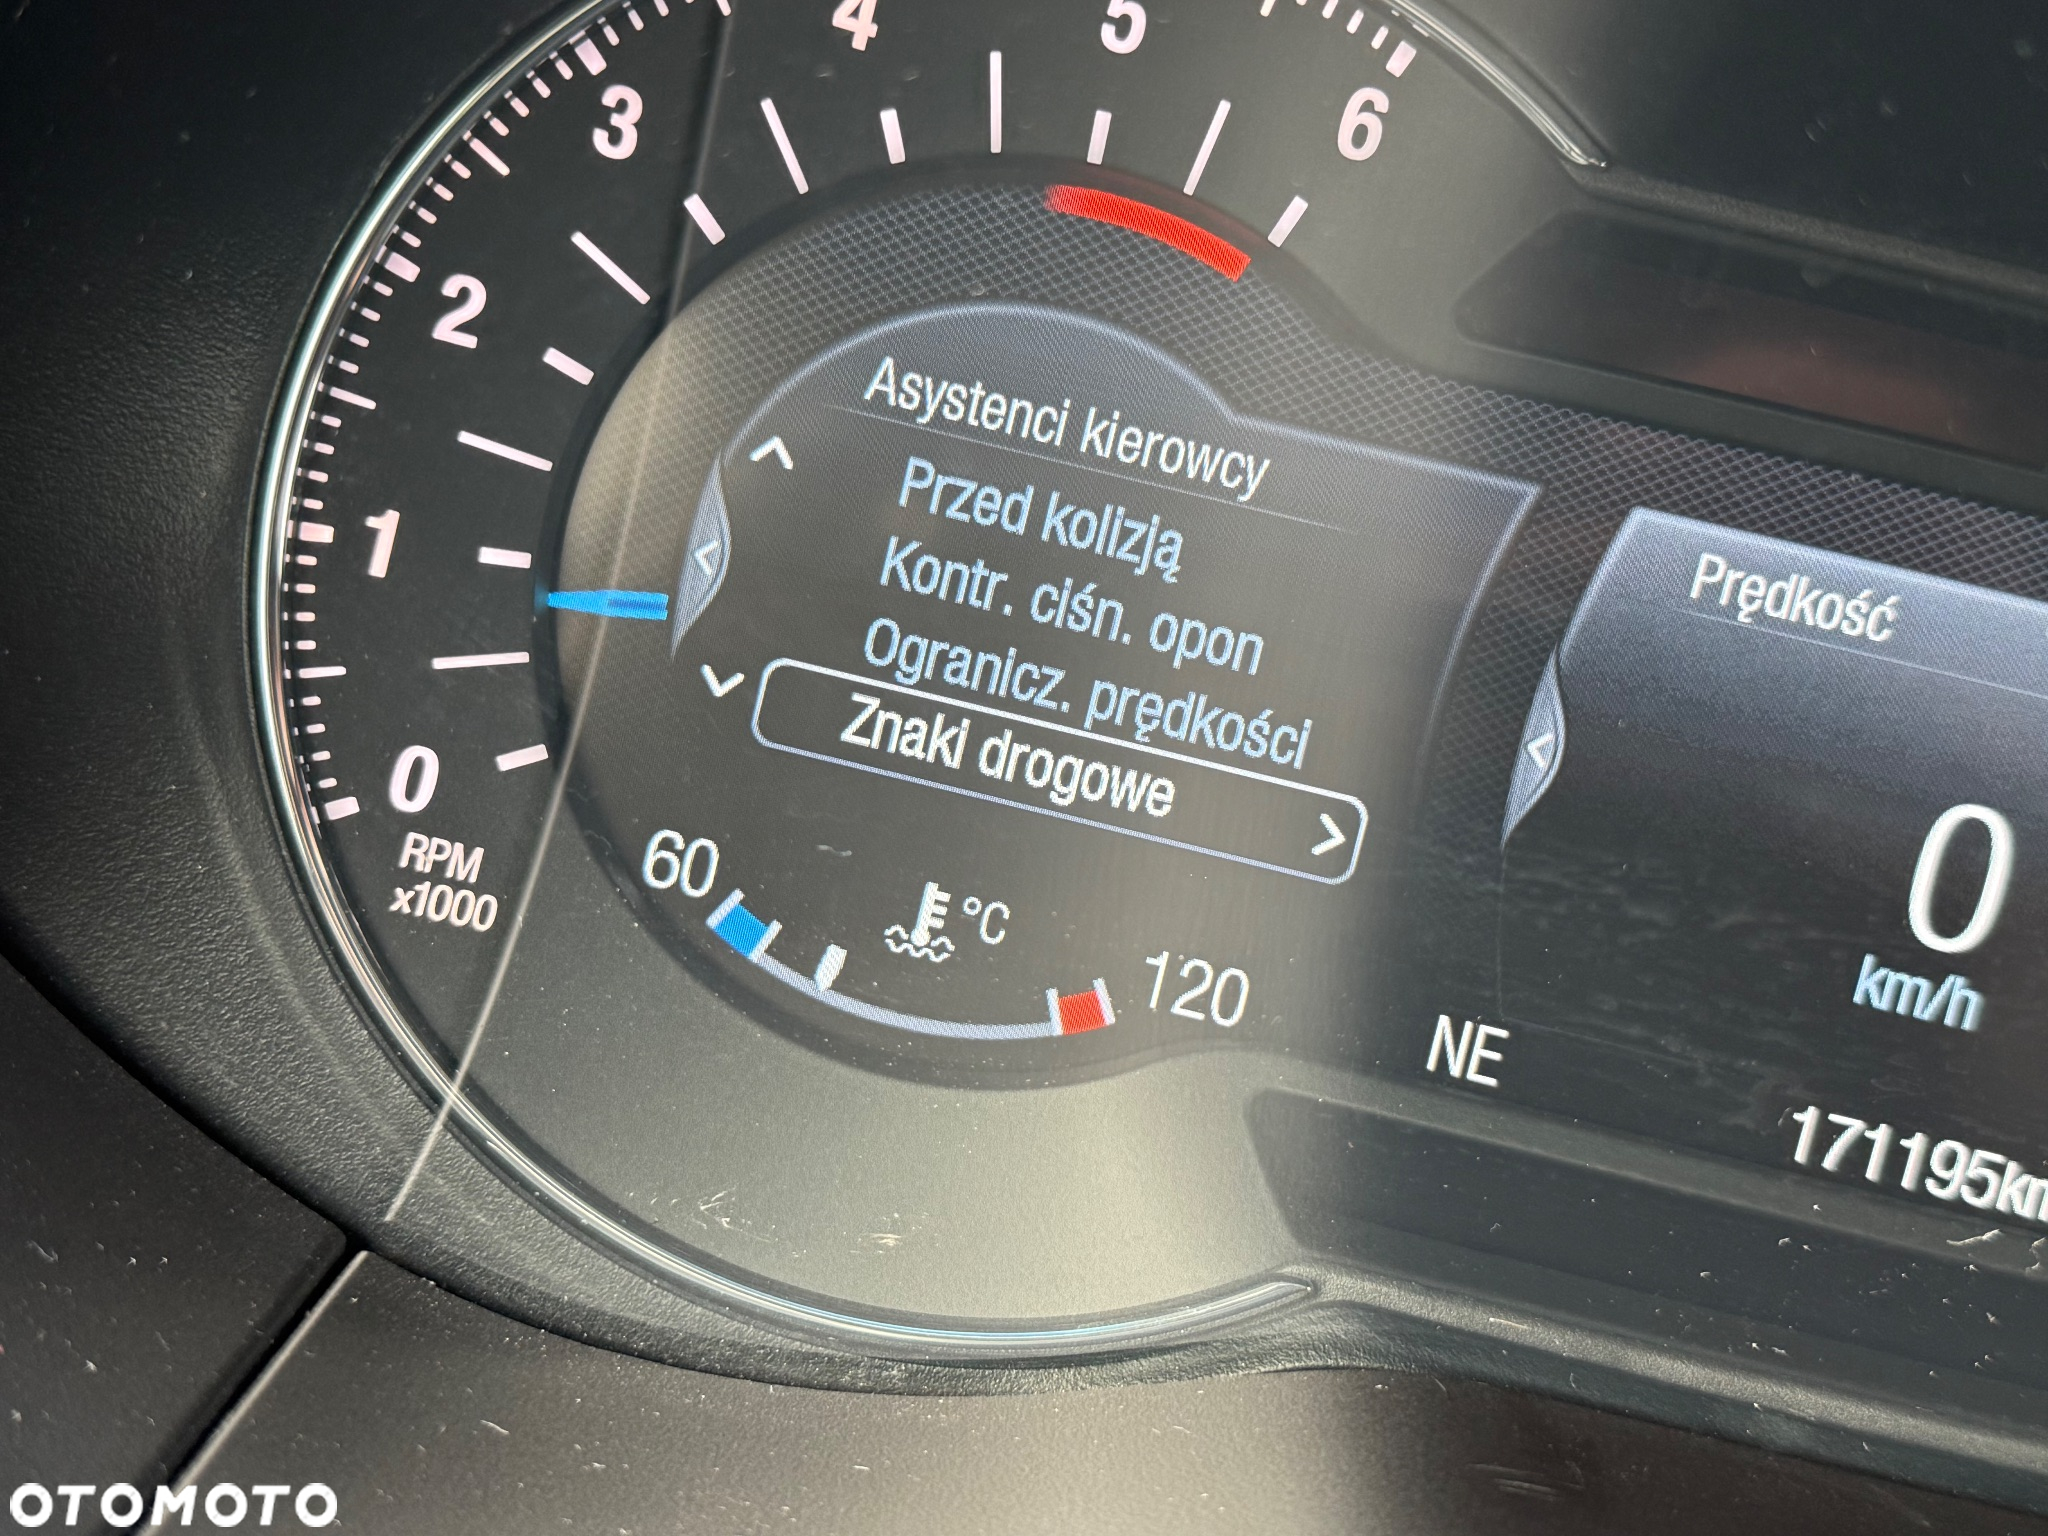 4
5
3
6
2
1
0
RPM
x1000
Asystenci kierowcy
Przed kolizją
Kontr. ciśn. opon
Ogranicz. prędkości
Znaki drogowe
60
°C
120
Prędkość
0
km/h
NE
171195km
OTOMOTO